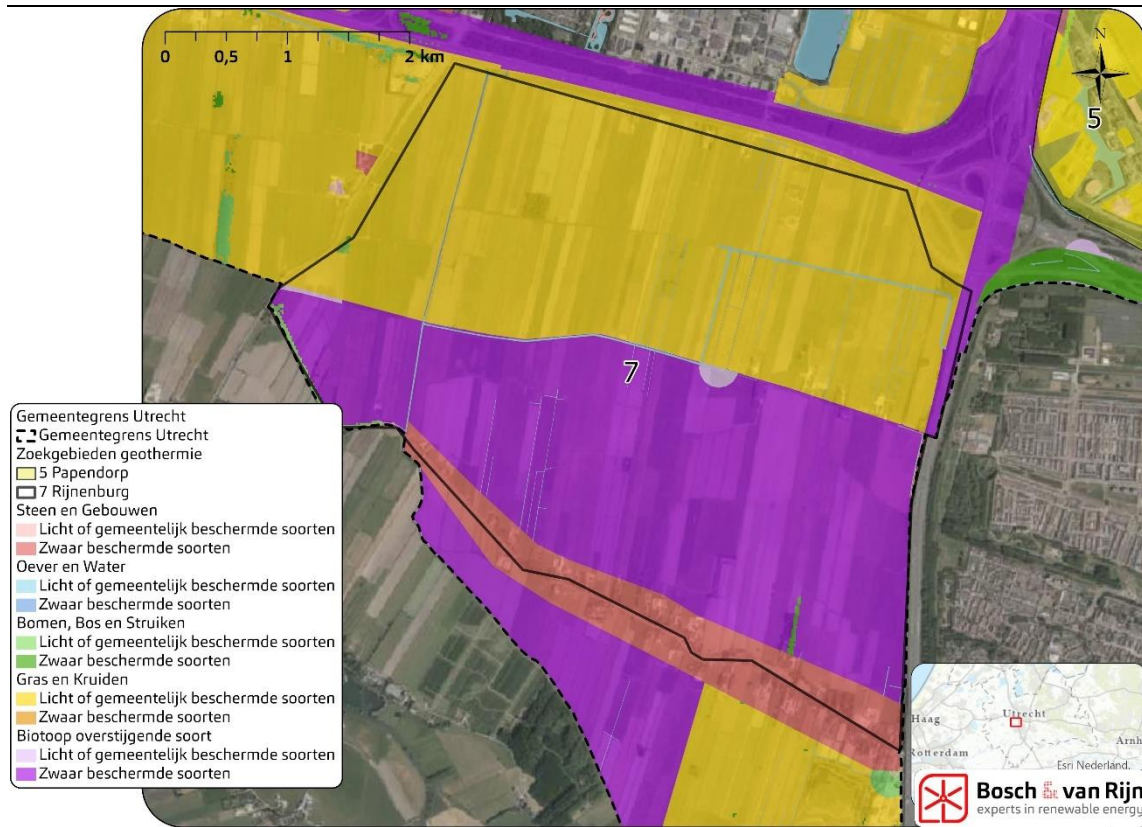 0 0,5 1 2 km
N
5
7
Gemeentegrens Utrecht
Gemeentegrens Utrecht
Zoekgebieden geothermie
5 Papendorp
7 Rijnenburg
Steen en Gebouwen
Licht of gemeentelijk beschermde soorten
Zwaar beschermde soorten
Oever en Water
Licht of gemeentelijk beschermde soorten
Zwaar beschermde soorten
Bomen, Bos en Struiken
Licht of gemeentelijk beschermde soorten
Zwaar beschermde soorten
Gras en Kruiden
Licht of gemeentelijk beschermde soorten
Zwaar beschermde soorten
Biotoop overstijgende soort
Licht of gemeentelijk beschermde soorten
Zwaar beschermde soorten
Haag
Utrecht
Rotterdam
Arnh
Esri Nederland,
Bosch & van Rijn
experts in renewable energy